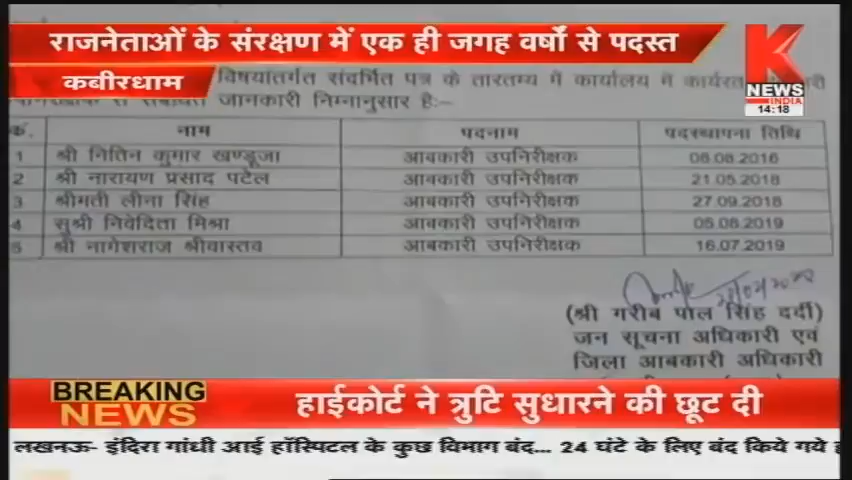 राजनेताओं के संरक्षण में एक ही जगह वर्षों से पदस्त
K
NEWS
INDIA
14:18
कबीरधाम
विषयांतर्गत संदर्भित पत्र के तारतम्य में कार्यालय में
जानकारी निम्नानुसार है:–
क. नाम पदनाम पदस्थापना तिथि
1 श्री नितिन कुमार खण्डूजा आबकारी उपनिरीक्षक 08.08.2016
2 श्री नारायण प्रसाद पटेल आबकारी उपनिरीक्षक 21.05.2018
3 श्रीमती लीना सिंह आबकारी उपनिरीक्षक 27.09.2018
4 सुश्री निवेदिता मिश्रा आबकारी उपनिरीक्षक 05.08.2019
5 श्री नागेशराज श्रीवास्तव आबकारी उपनिरीक्षक 16.07.2019
(श्री गरीब पाल सिंह दर्दी)
जन सूचना अधिकारी एवं
जिला आबकारी अधिकारी
BREAKING
NEWS
हाईकोर्ट ने त्रुटि सुधारने की छूट दी
लखनऊ- इंदिरा गांधी आई हॉस्पिटल के कुछ विभाग बंद... 24 घंटे के लिए बंद किये गये